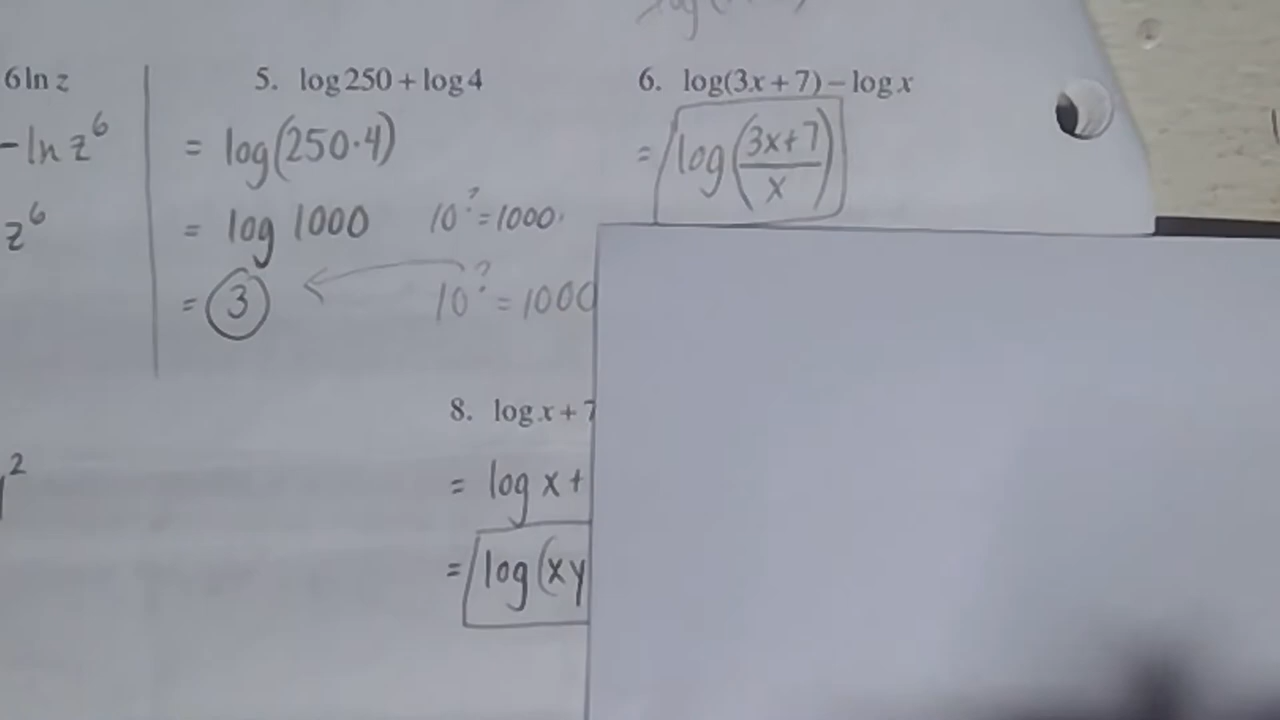 6 ln z
- ln z^6
z^6
2
5. log 250 + log 4
= log(250·4)
= log 1000 10^? = 1000
= 3 10^? = 1000
6. log(3x + 7) − log x
= log((3x+7)/x)
8. log x + 7
= log x +
= log(xy